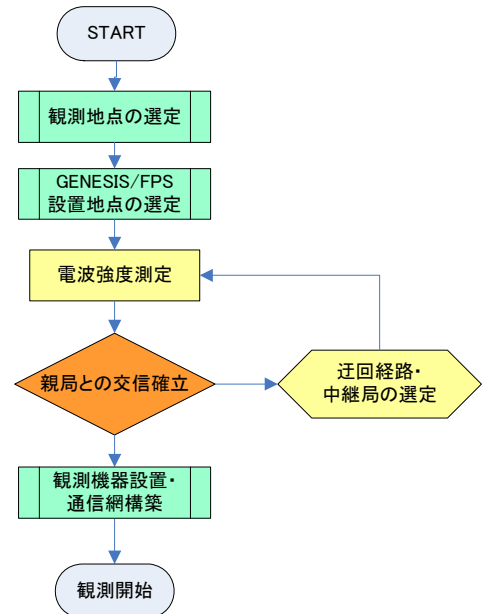 START
観測地点の選定
GENESIS/FPS
設置地点の選定
電波強度測定
親局との交信確立
迂回経路・
中継局の選定
観測機器設置・
通信網構築
観測開始